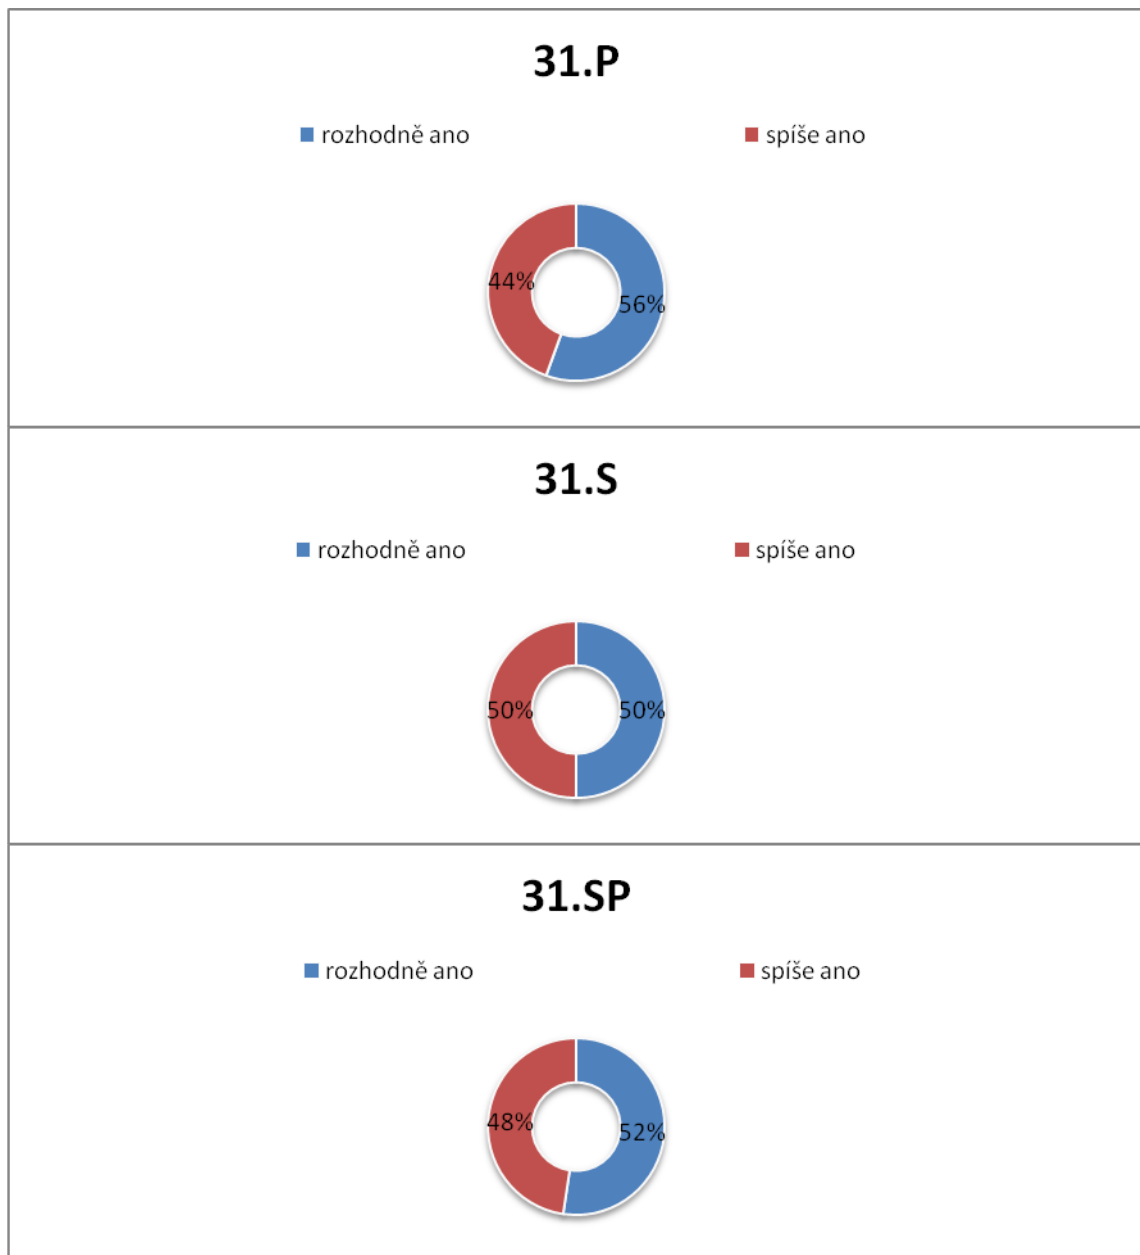 31.P
rozhodně ano spíše ano
44% 56%
31.S
rozhodně ano spíše ano
50% 50%
31.SP
rozhodně ano spíše ano
48% 52%